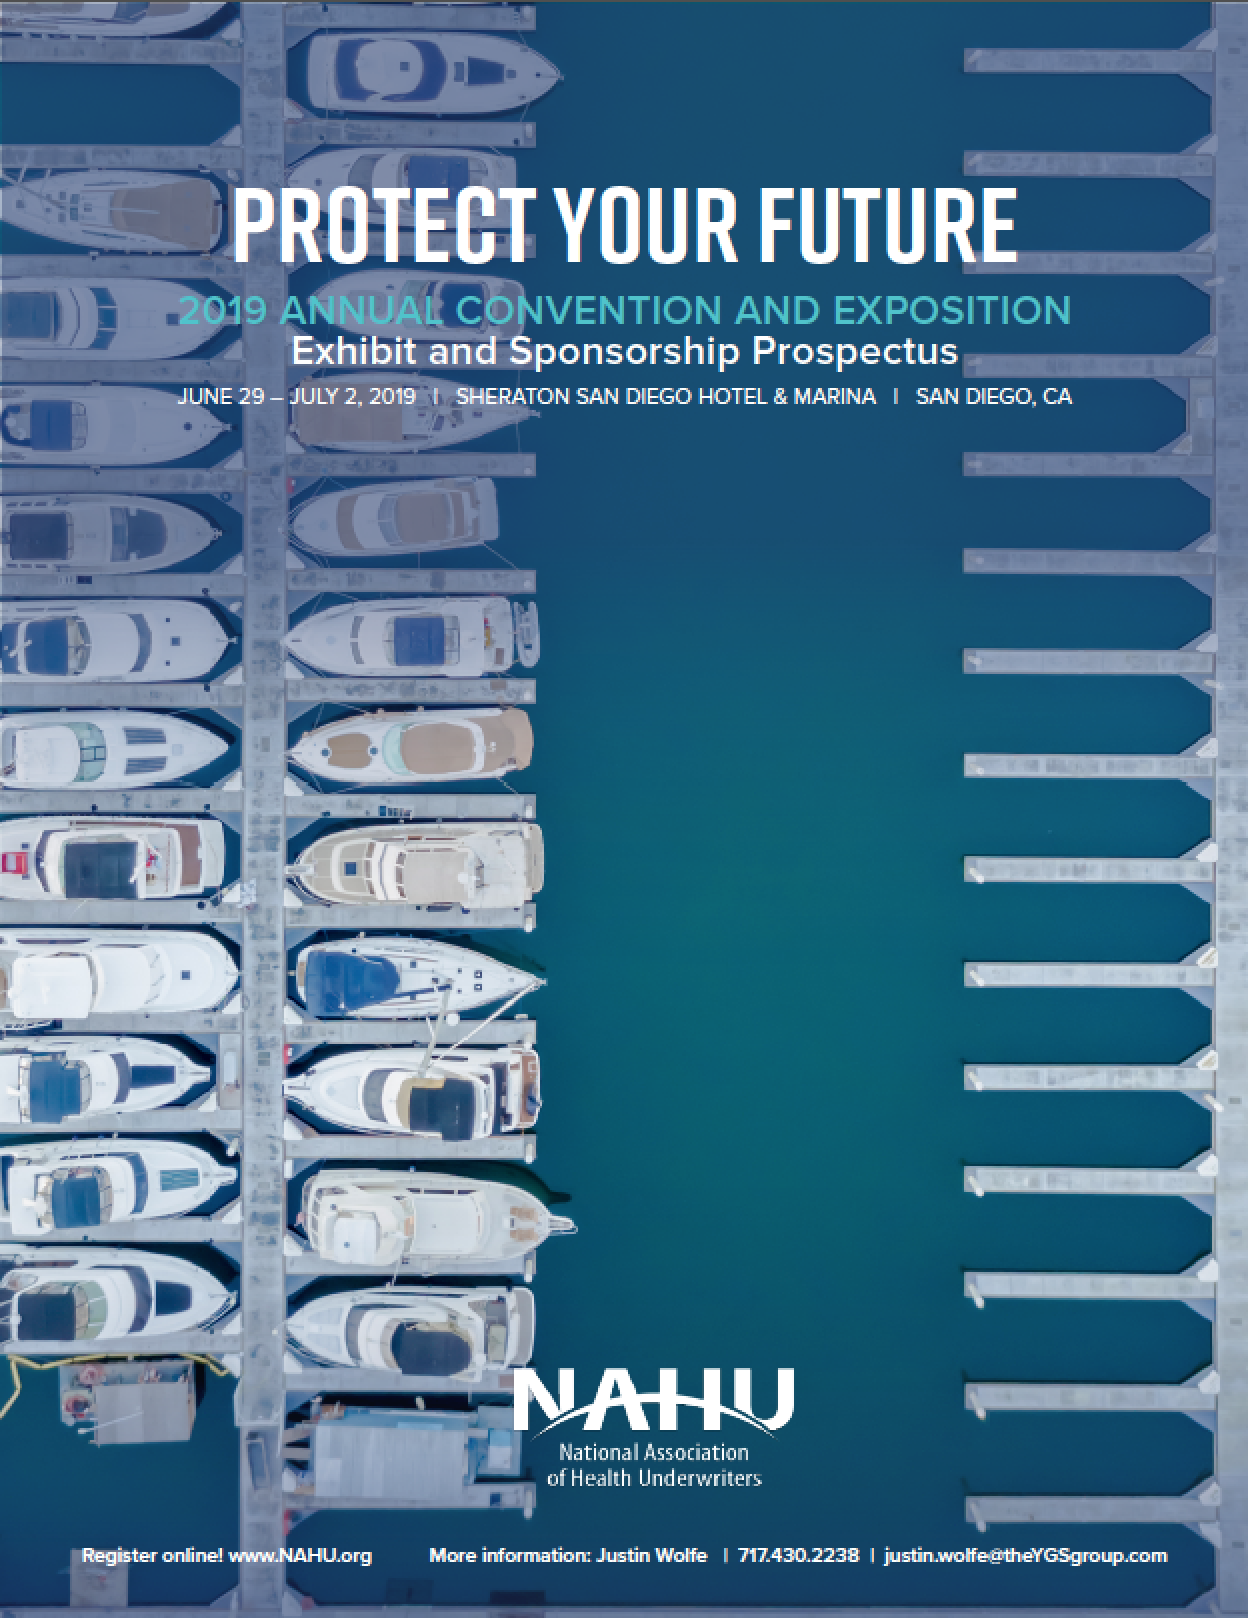 PROTECT YOUR FUTURE
2019 ANNUAL CONVENTION AND EXPOSITION
Exhibit and Sponsorship Prospectus
JUNE 29 – JULY 2, 2019 | SHERATON SAN DIEGO HOTEL & MARINA | SAN DIEGO, CA
NAHU
National Association
of Health Underwriters
Register online! www.NAHU.org More information: Justin Wolfe | 717.430.2238 | justin.wolfe@theYGSgroup.com